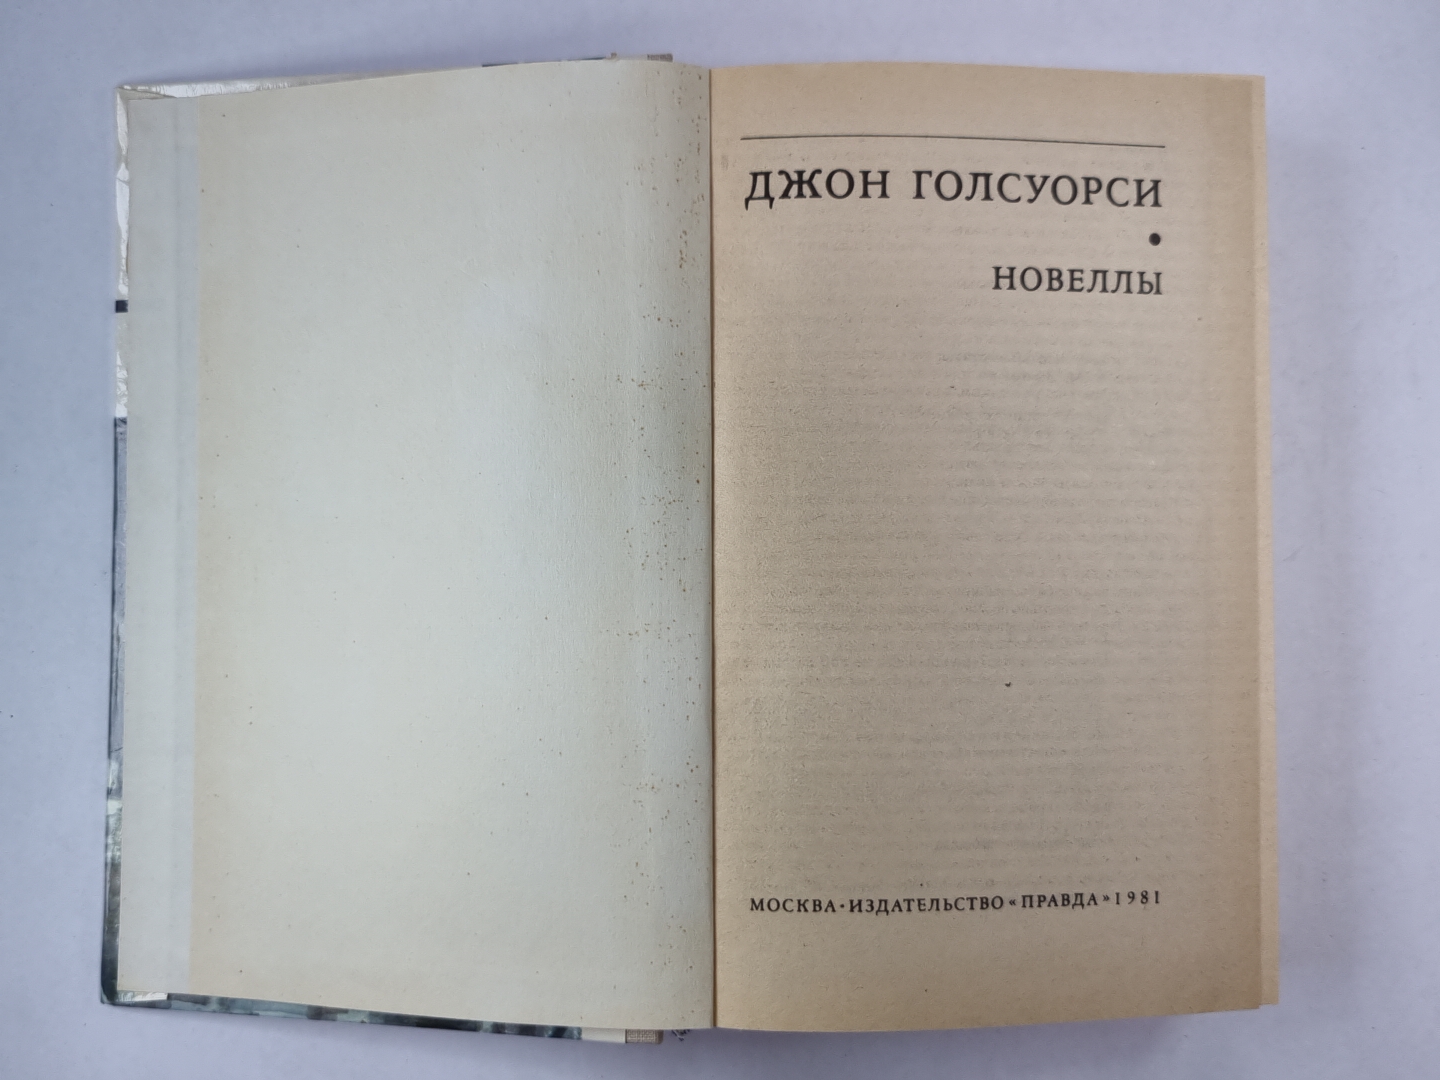 ДЖОН ГОЛСУОРСИ
•
НОВЕЛЛЫ
МОСКВА • ИЗДАТЕЛЬСТВО «ПРАВДА» 1981